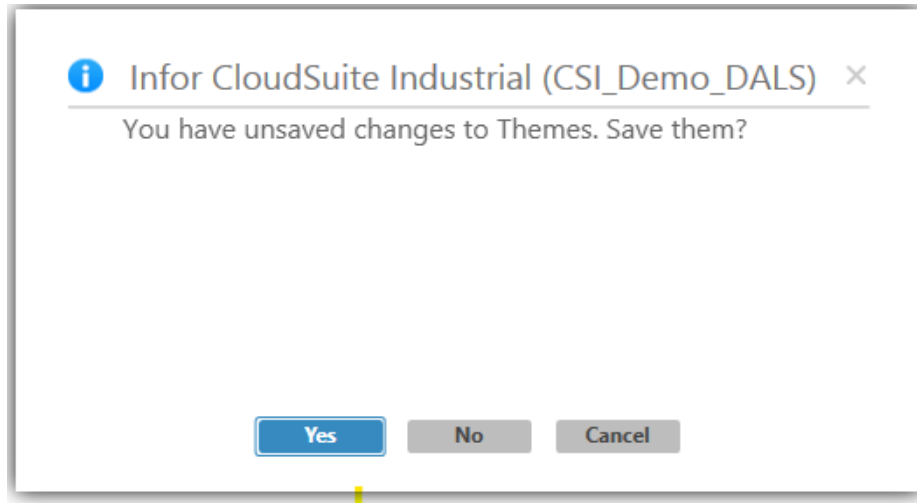 Infor CloudSuite Industrial (CSI_Demo_DALS)
You have unsaved changes to Themes. Save them?
Yes No Cancel